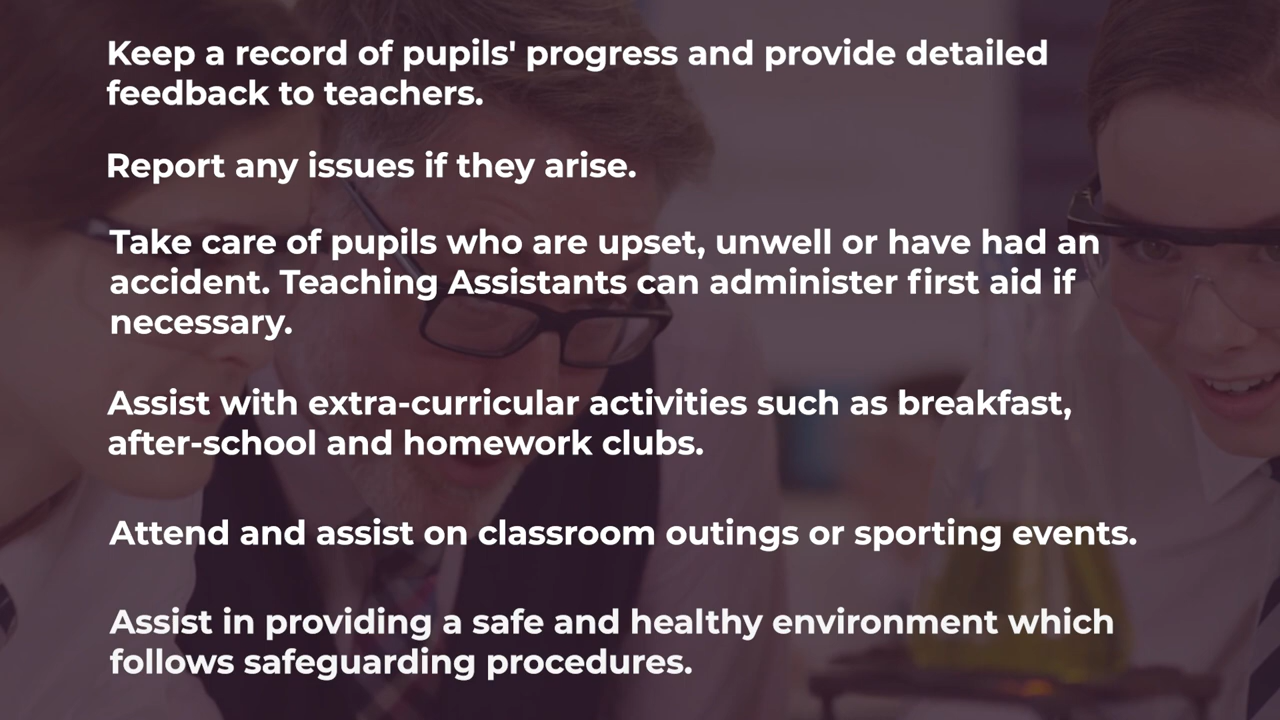 Keep a record of pupils' progress and provide detailed
feedback to teachers.
Report any issues if they arise.
Take care of pupils who are upset, unwell or have had an
accident. Teaching Assistants can administer first aid if
necessary.
Assist with extra-curricular activities such as breakfast,
after-school and homework clubs.
Attend and assist on classroom outings or sporting events.
Assist in providing a safe and healthy environment which
follows safeguarding procedures.